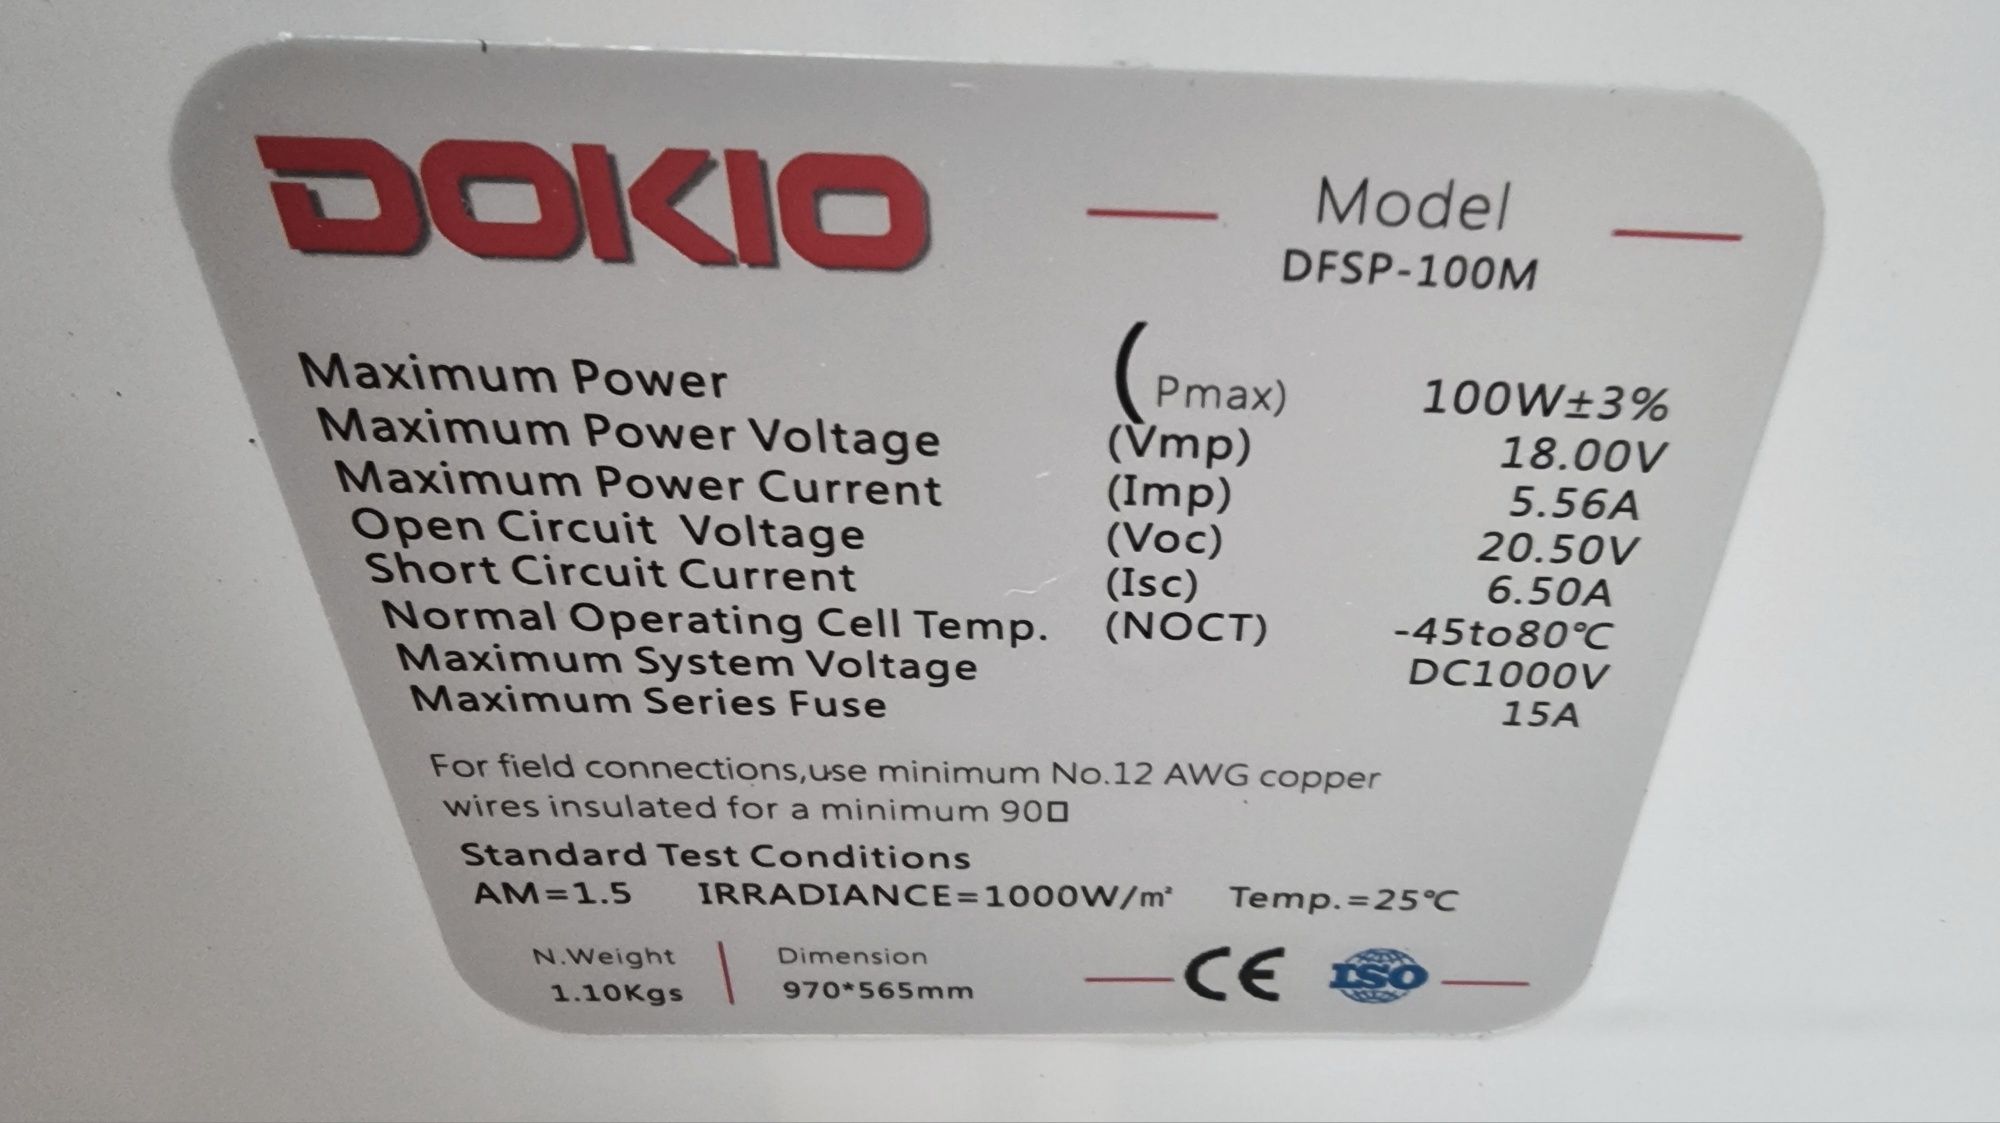 DOKIO
Model
DFSP-100M
Maximum Power (Pmax) 100W±3%
Maximum Power Voltage (Vmp) 18.00V
Maximum Power Current (Imp) 5.56A
Open Circuit Voltage (Voc) 20.50V
Short Circuit Current (Isc) 6.50A
Normal Operating Cell Temp. (NOCT) -45to80℃
Maximum System Voltage DC1000V
Maximum Series Fuse 15A
For field connections,use minimum No.12 AWG copper
wires insulated for a minimum 90□
Standard Test Conditions
AM=1.5 IRRADIANCE=1000W/m² Temp.=25℃
N.Weight Dimension
1.10Kgs 970*565mm
CE ISO